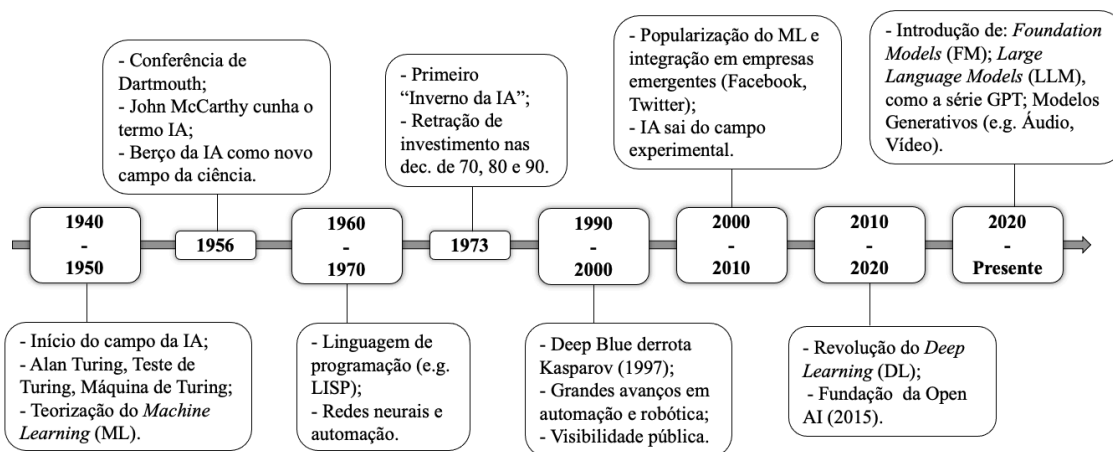 - Conferência de
Dartmouth;
- John McCarthy cunha o
termo IA;
- Berço da IA como novo
campo da ciência.
- Primeiro
“Inverno da IA”;
- Retração de
investimento nas
dec. de 70, 80 e 90.
- Popularização do ML e
integração em empresas
emergentes (Facebook,
Twitter);
- IA sai do campo
experimental.
- Introdução de: Foundation
Models (FM); Large
Language Models (LLM),
como a série GPT; Modelos
Generativos (e.g. Áudio,
Vídeo).
1940
-
1950
1956
1960
-
1970
1973
1990
-
2000
2000
-
2010
2010
-
2020
2020
-
Presente
- Início do campo da IA;
- Alan Turing, Teste de
Turing, Máquina de Turing;
- Teorização do Machine
Learning (ML).
- Linguagem de
programação (e.g.
LISP);
- Redes neurais e
automação.
- Deep Blue derrota
Kasparov (1997);
- Grandes avanços em
automação e robótica;
- Visibilidade pública.
- Revolução do Deep
Learning (DL);
- Fundação da Open
AI (2015).